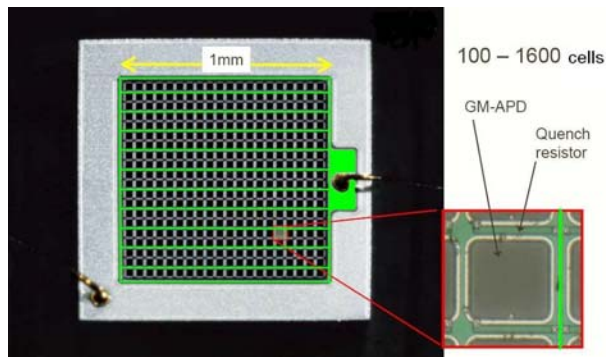 1mm
100 – 1600 cells
GM-APD
Quench
resistor